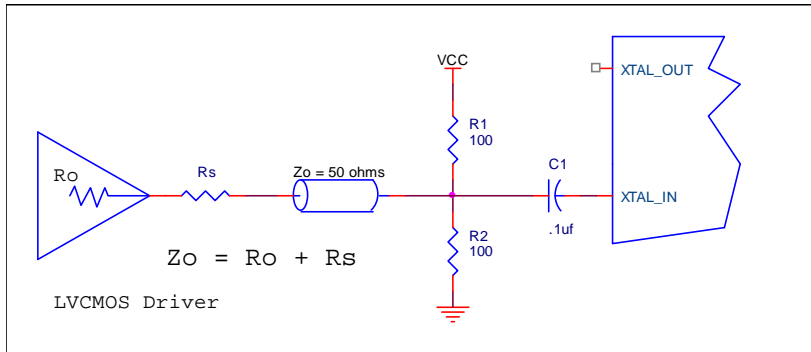 VCC
XTAL_OUT
R1
100
Ro
Rs
Zo = 50 ohms
C1
XTAL_IN
.1uf
R2
100
Zo = Ro + Rs
LVCMOS Driver